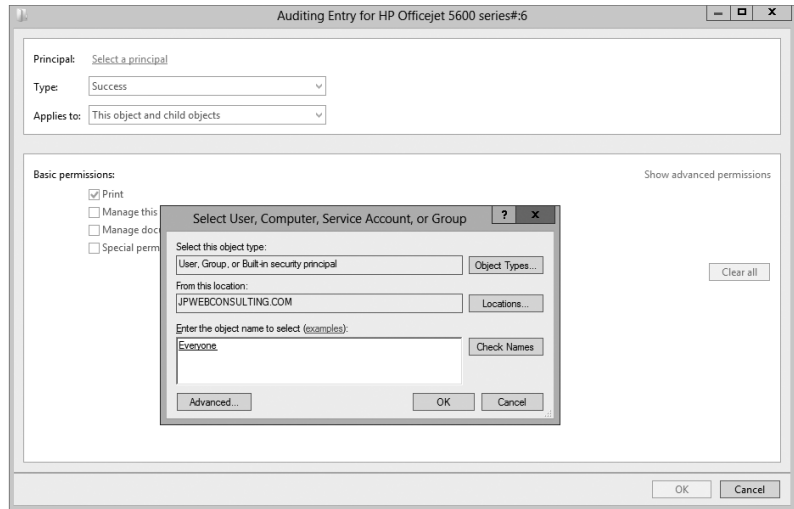 Auditing Entry for HP Officejet 5600 series#:6
Principal: Select a principal
Type: Success
Applies to: This object and child objects
Basic permissions:
Show advanced permissions
Print
Manage this
Manage docu
Special perm
Clear all
Select User, Computer, Service Account, or Group
? x
Select this object type:
User, Group, or Built-in security principal
Object Types...
From this location:
JPWEBCONSULTING.COM
Locations...
Enter the object name to select (examples):
Everyone
Check Names
Advanced...
OK
Cancel
OK
Cancel